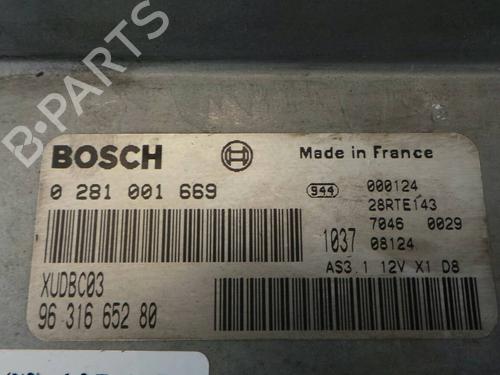 B-PARTS
BOSCH
Made in France
0 281 001 669
944
000124
28RTE143
7046 0029
1037 08124
AS3.1 12V X1 D8
XUDBC03
96 316 652 80